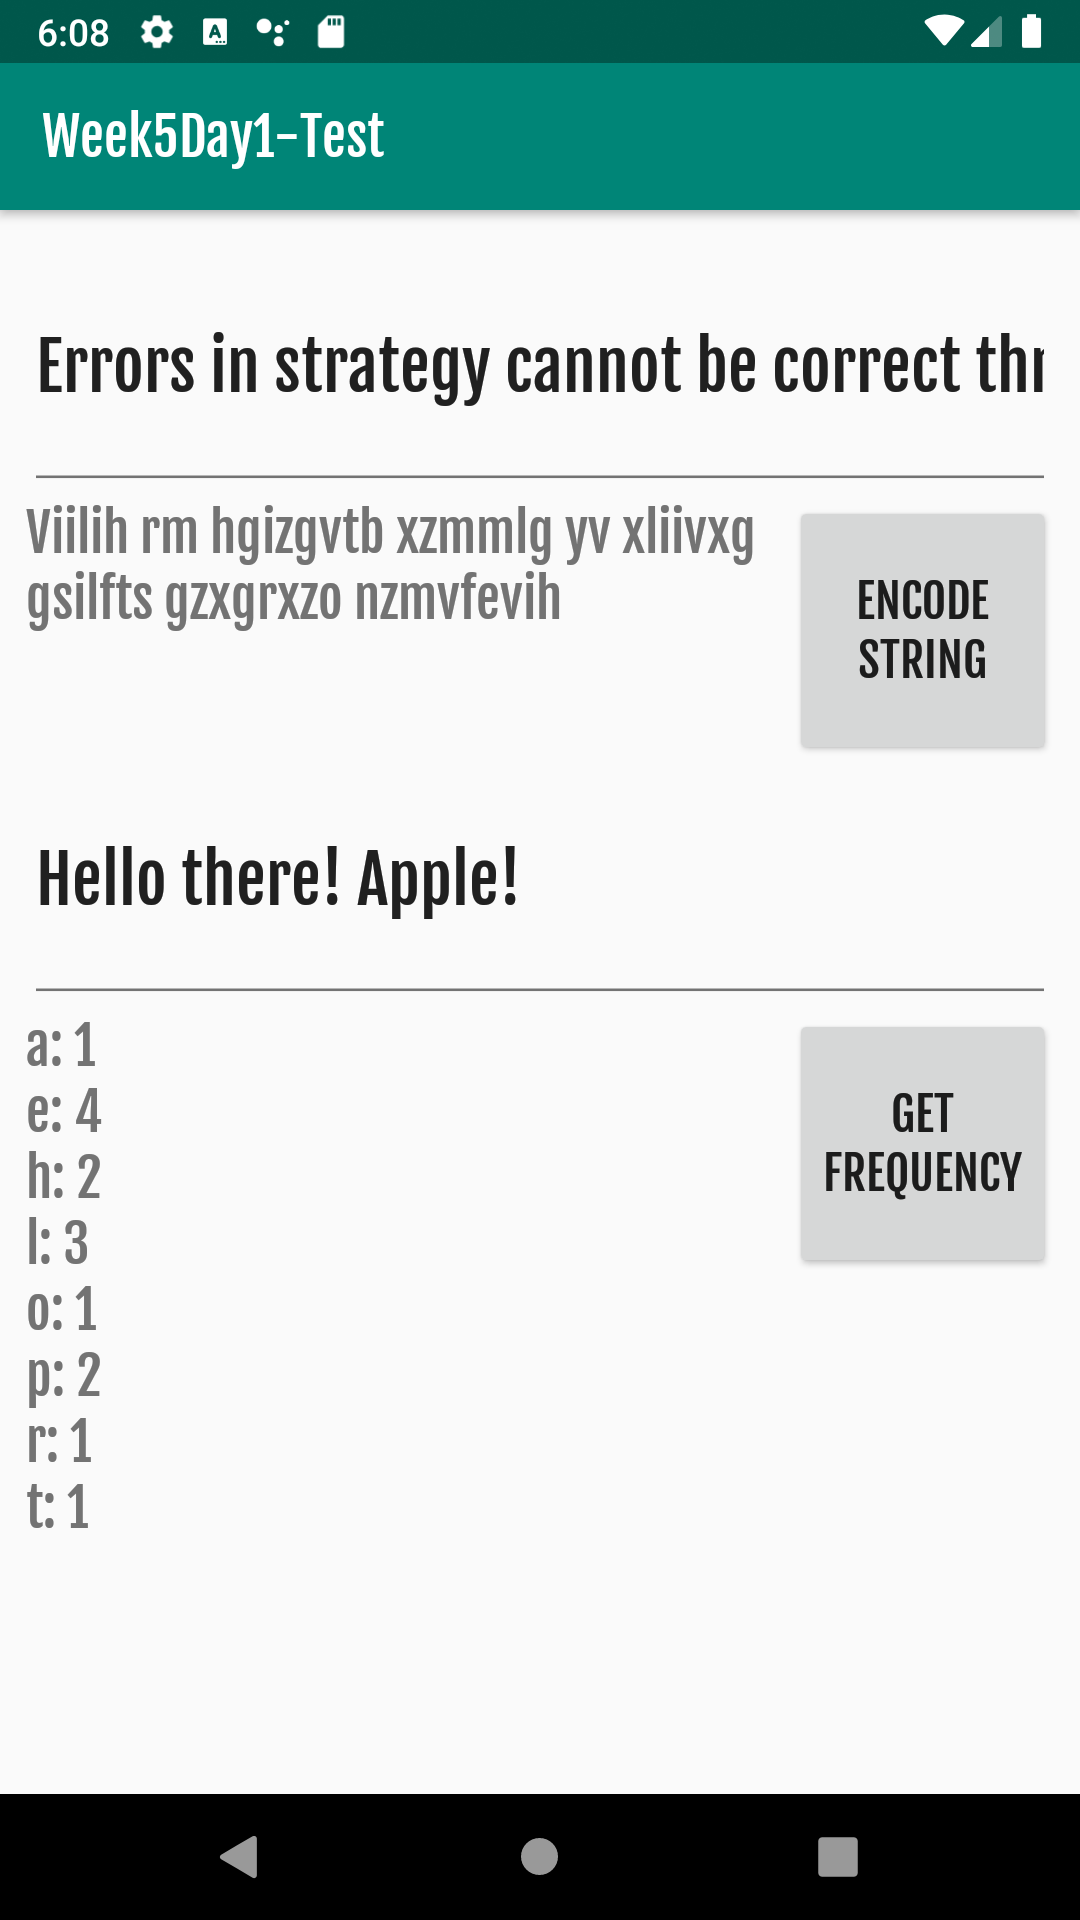 6:08
Week5Day1-Test
Errors in strategy cannot be correct thr
Viilih rm hgizgvtb xzmmlg yv xliivxg
gsilfts gzxgrxzo nzmvfevih
ENCODE
STRING
Hello there! Apple!
a: 1
e: 4
h: 2
l: 3
o: 1
p: 2
r: 1
t: 1
GET
FREQUENCY